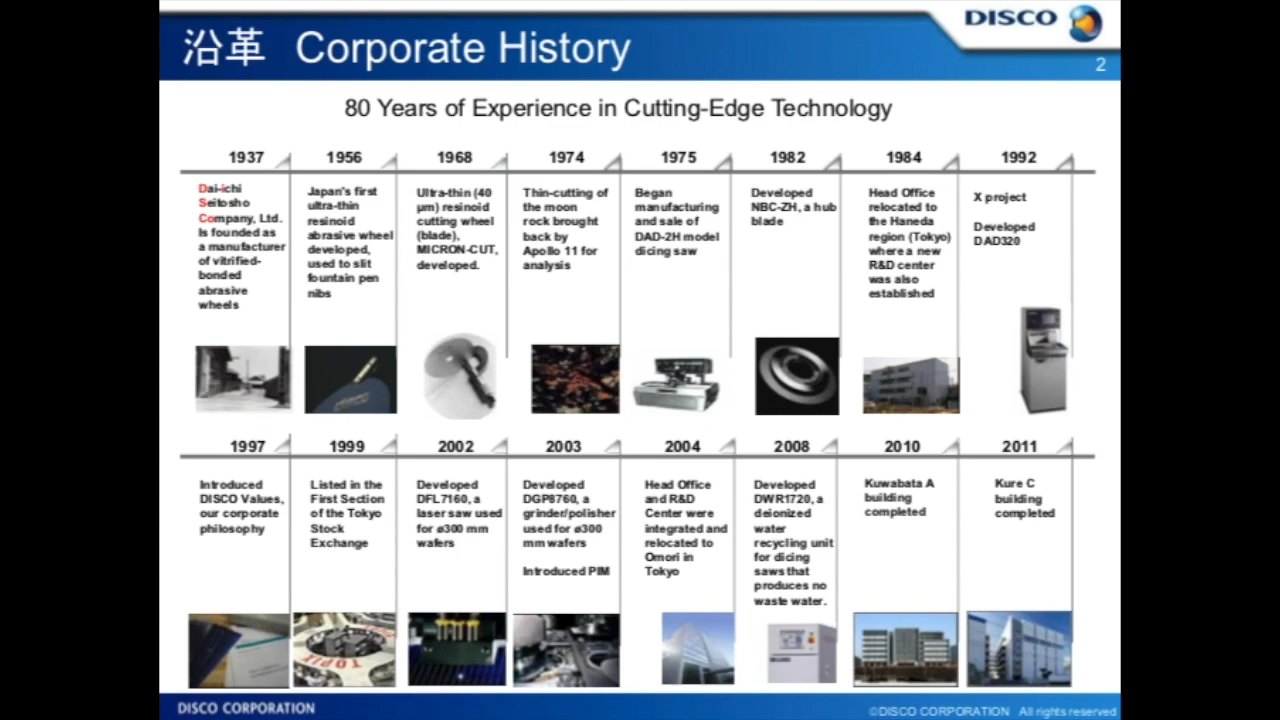 DISCO
沿革 Corporate History
2
80 Years of Experience in Cutting-Edge Technology
1937
Dai-ichi
Seitosho
Company, Ltd.
Is founded as
a manufacturer
of vitrified-
bonded
abrasive
wheels
1956
Japan's first
ultra-thin
resinoid
abrasive wheel
developed,
used to slit
fountain pen
nibs
1968
Ultra-thin (40
µm) resinoid
cutting wheel
(blade),
MICRON-CUT,
developed.
1974
Thin-cutting of
the moon
rock brought
back by
Apollo 11 for
analysis
1975
Began
manufacturing
and sale of
DAD-2H model
dicing saw
1982
Developed
NBC-ZH, a hub
blade
1984
Head Office
relocated to
the Haneda
region (Tokyo)
where a new
R&D center
was also
established
1992
X project
Developed
DAD320
1997
Introduced
DISCO Values,
our corporate
philosophy
1999
Listed in the
First Section
of the Tokyo
Stock
Exchange
TOPIX
2002
Developed
DFL7160, a
laser saw used
for ø300 mm
wafers
2003
Developed
DGP8760, a
grinder/polisher
used for ø300
mm wafers
Introduced PIM
2004
Head Office
and R&D
Center were
integrated and
relocated to
Omori in
Tokyo
2008
Developed
DWR1720, a
deionized
water
recycling unit
for dicing
saws that
produces no
waste water.
2010
Kuwabata A
building
completed
2011
Kure C
building
completed
DISCO CORPORATION
©DISCO CORPORATION All rights reserved